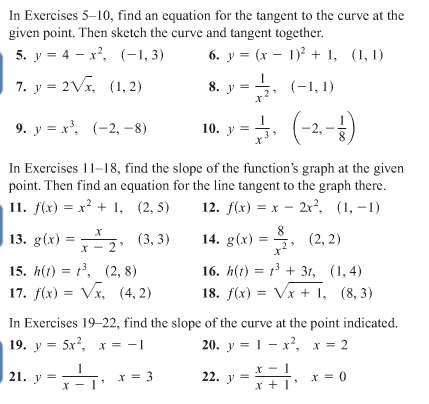 In Exercises 5–10, find an equation for the tangent to the curve at the
given point. Then sketch the curve and tangent together.
5. y = 4 − x², (−1, 3) 6. y = (x − 1)² + 1, (1, 1)
7. y = 2√x, (1, 2) 8. y = 1/x², (−1, 1)
9. y = x³, (−2, −8) 10. y = 1/x³, (−2, −1/8)
In Exercises 11–18, find the slope of the function's graph at the given
point. Then find an equation for the line tangent to the graph there.
11. f(x) = x² + 1, (2, 5) 12. f(x) = x − 2x², (1, −1)
13. g(x) = x/(x − 2), (3, 3) 14. g(x) = 8/x², (2, 2)
15. h(t) = t³, (2, 8) 16. h(t) = t³ + 3t, (1, 4)
17. f(x) = √x, (4, 2) 18. f(x) = √(x + 1), (8, 3)
In Exercises 19–22, find the slope of the curve at the point indicated.
19. y = 5x², x = −1 20. y = 1 − x², x = 2
21. y = 1/(x − 1), x = 3 22. y = (x − 1)/(x + 1), x = 0